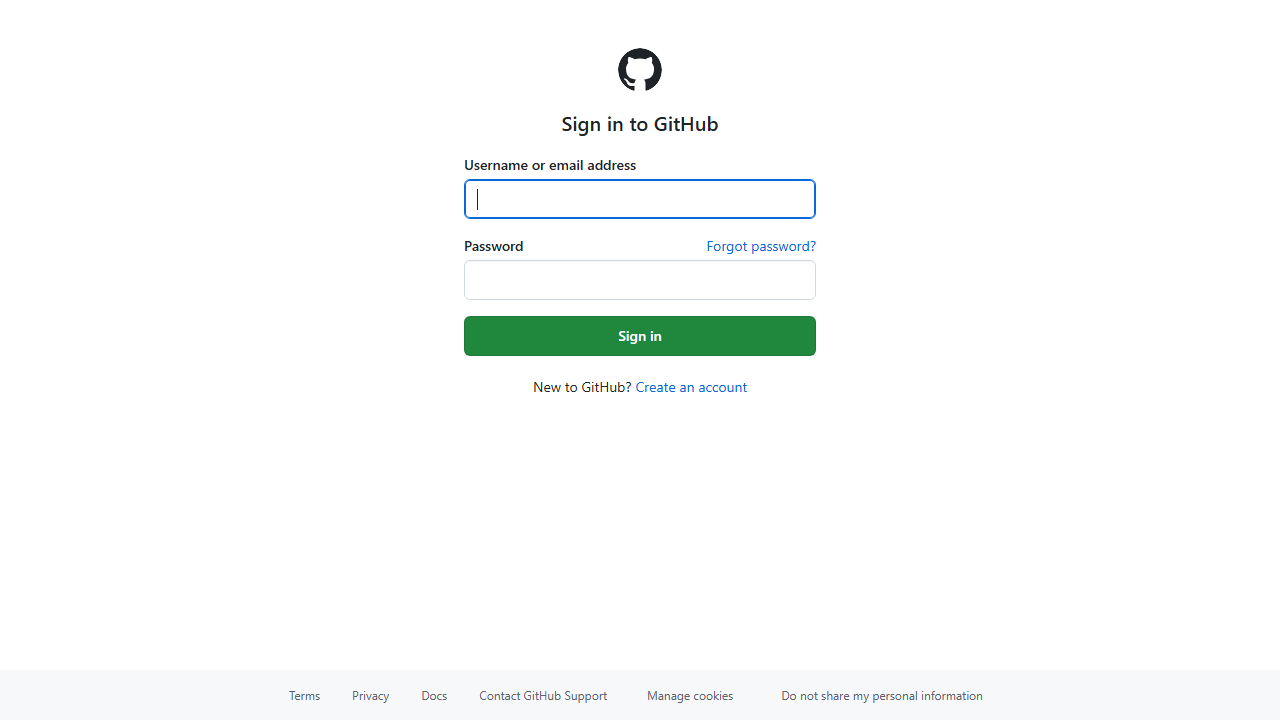 Sign in to GitHub
Username or email address
Password Forgot password?
Sign in
New to GitHub? Create an account
Terms Privacy Docs Contact GitHub Support Manage cookies Do not share my personal information